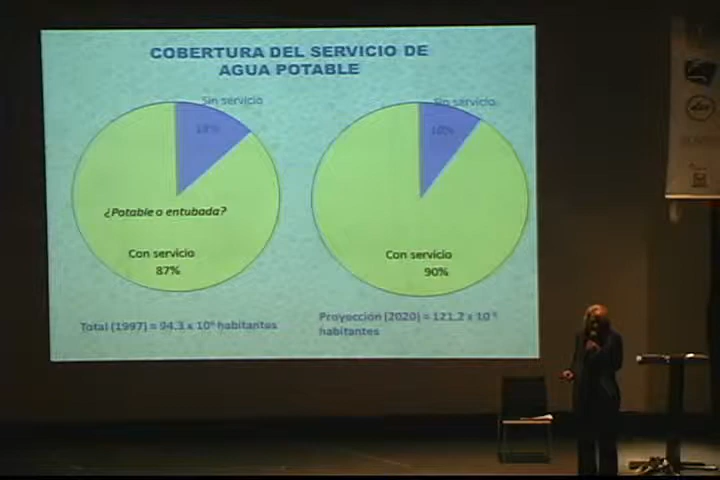 COBERTURA DEL SERVICIO DE
AGUA POTABLE
Sin servicio
13%
¿Potable o entubada?
Con servicio
87%
Total (1997) = 94.3 x 10⁶ habitantes
Sin servicio
10%
Con servicio
90%
Proyección (2020) = 121.2 x 10⁶
habitantes